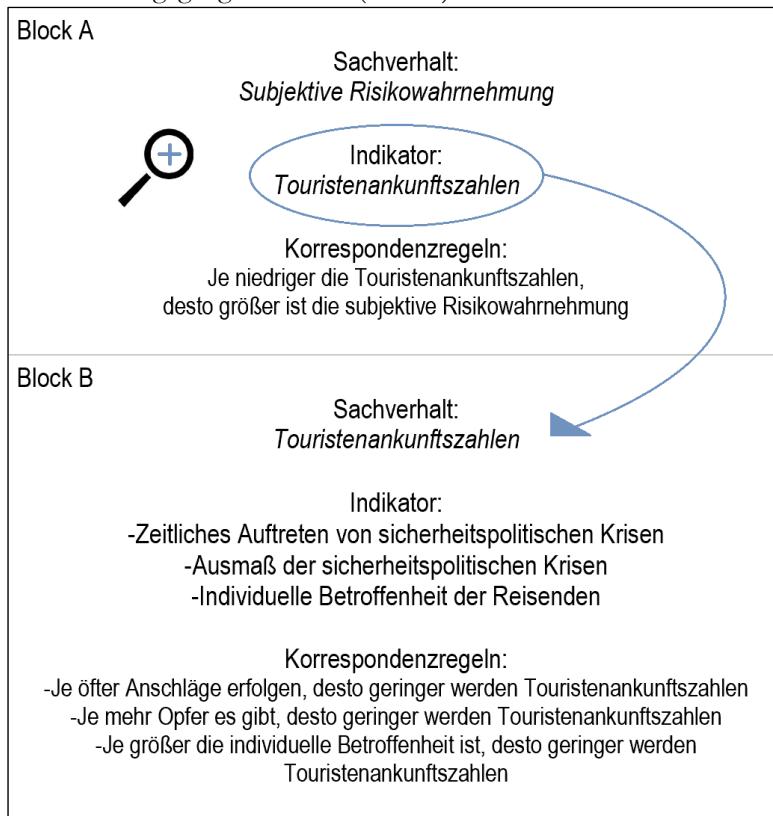 Block A
Sachverhalt:
Subjektive Risikowahrnehmung
Indikator:
Touristenankunftszahlen
Korrespondenzregeln:
Je niedriger die Touristenankunftszahlen,
desto größer ist die subjektive Risikowahrnehmung
Block B
Sachverhalt:
Touristenankunftszahlen
Indikator:
-Zeitliches Auftreten von sicherheitspolitischen Krisen
-Ausmaß der sicherheitspolitischen Krisen
-Individuelle Betroffenheit der Reisenden
Korrespondenzregeln:
-Je öfter Anschläge erfolgen, desto geringer werden Touristenankunftszahlen
-Je mehr Opfer es gibt, desto geringer werden Touristenankunftszahlen
-Je größer die individuelle Betroffenheit ist, desto geringer werden
Touristenankunftszahlen